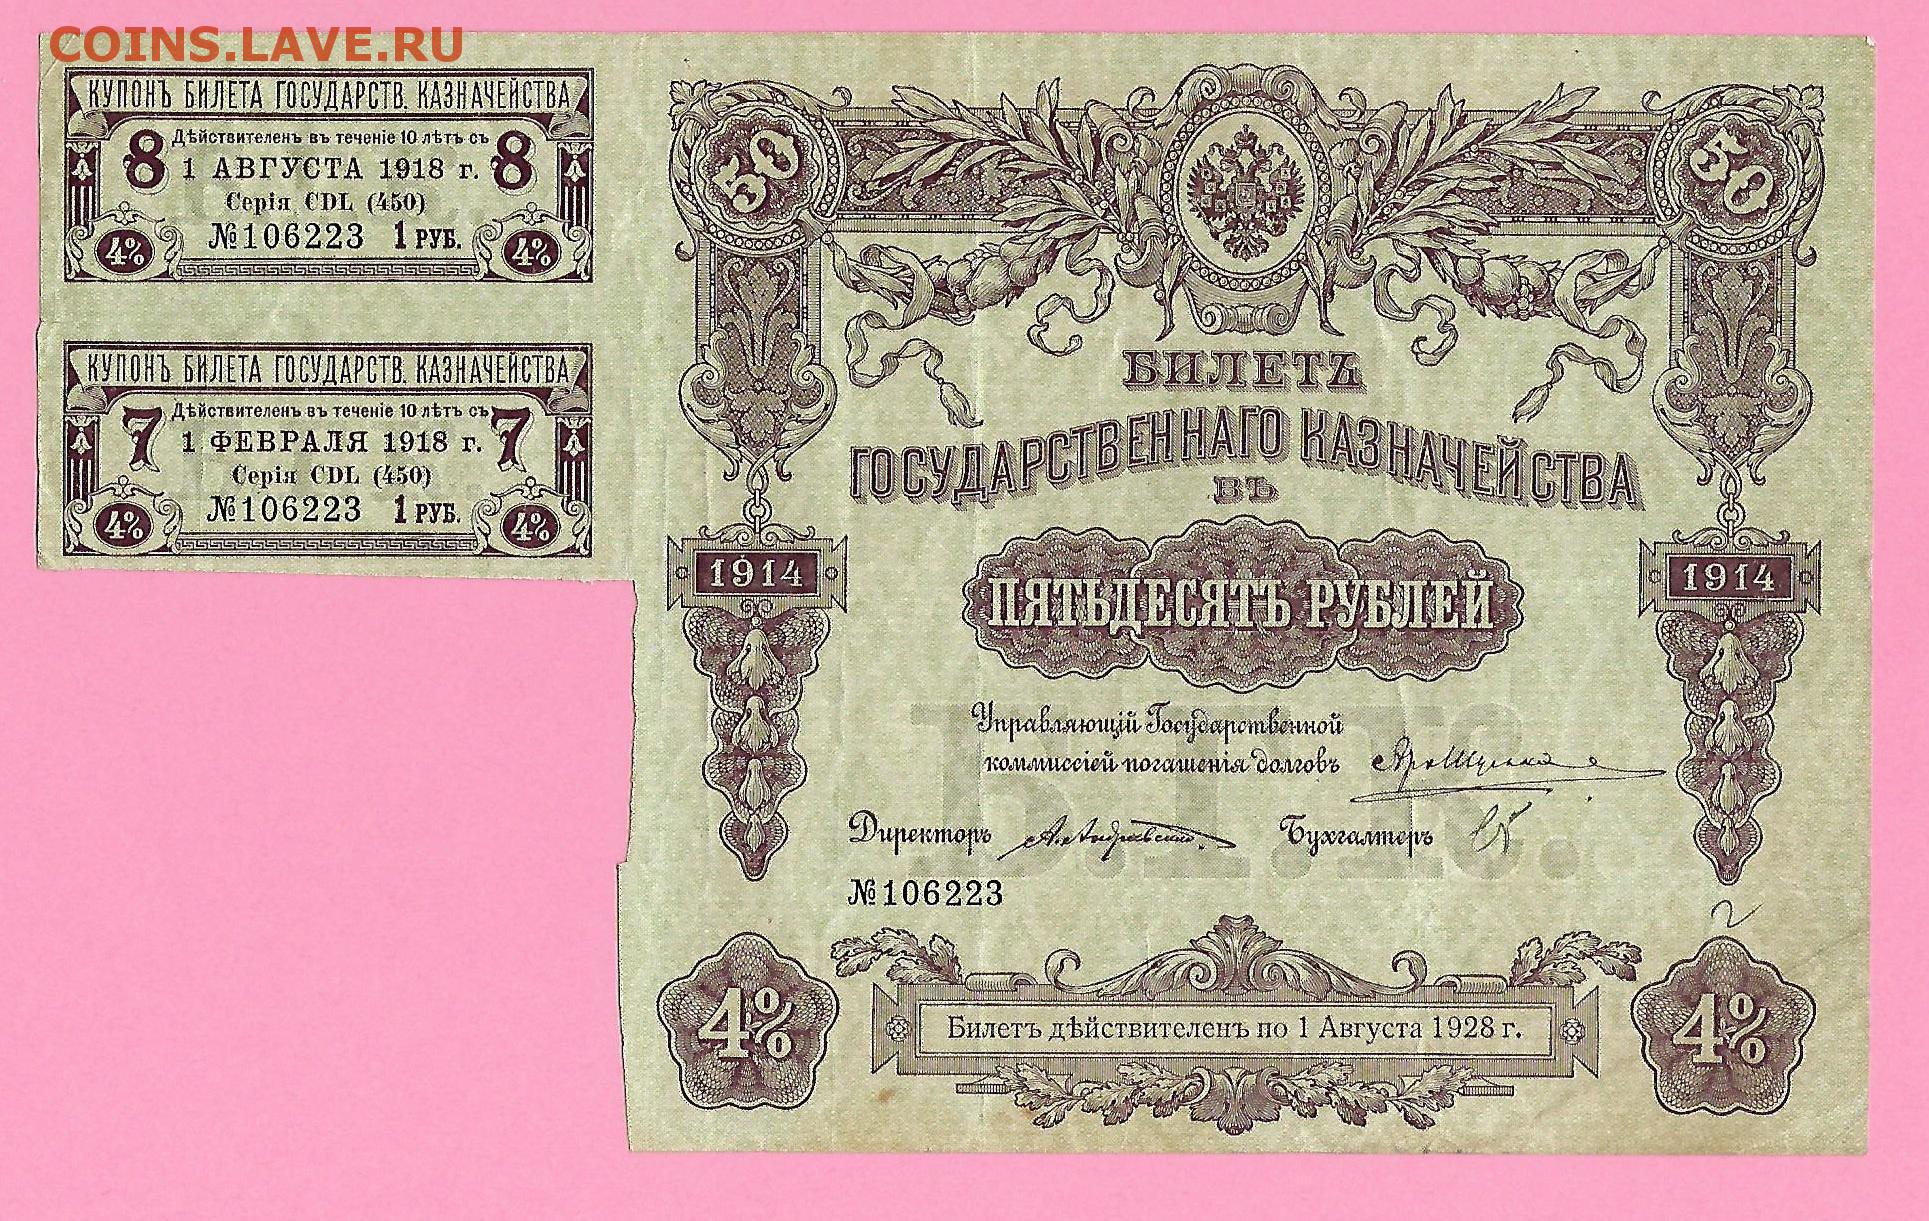 COINS.LAVE.RU
КУПОНЪ БИЛЕТА ГОСУДАРСТВ. КАЗНАЧЕЙСТВА
Дѣйствителенъ въ теченіе 10 лѣтъ съ
8 1 АВГУСТА 1918 г. 8
Серія CDL (450)
№106223 1 РУБ.
4% 4%
КУПОНЪ БИЛЕТА ГОСУДАРСТВ. КАЗНАЧЕЙСТВА
Дѣйствителенъ въ теченіе 10 лѣтъ съ
7 1 ФЕВРАЛЯ 1918 г. 7
Серія CDL (450)
№106223 1 РУБ.
4% 4%
50 50
БИЛЕТЪ
ГОСУДАРСТВЕННАГО КАЗНАЧЕЙСТВА
ВЪ
1914 1914
ПЯТЬДЕСЯТЪ РУБЛЕЙ
Управляющій Государственной
коммиссіей погашенія долговъ
Директоръ Бухгалтеръ
№106223
4% 4%
Билетъ дѣйствителенъ по 1 Августа 1928 г.